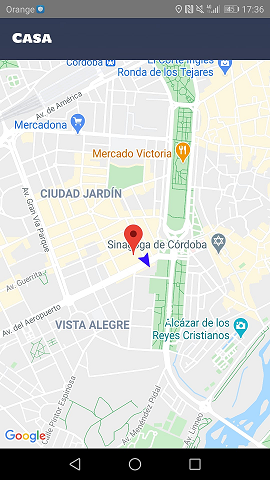 Orange
17:36
Casa
Córdoba
El Corte Inglés
Ronda de los Tejares
Av. de América
Mercadona
Mercado Victoria
CIUDAD JARDÍN
Av. Gran Vía Parque
Sinagoga de Córdoba
Av. Guerrita
Av. del Aeropuerto
VISTA ALEGRE
Alcázar de los
Reyes Cristianos
Calle Pintor Espinosa
Av. Menéndez Pidal
Av. Linneo
Google